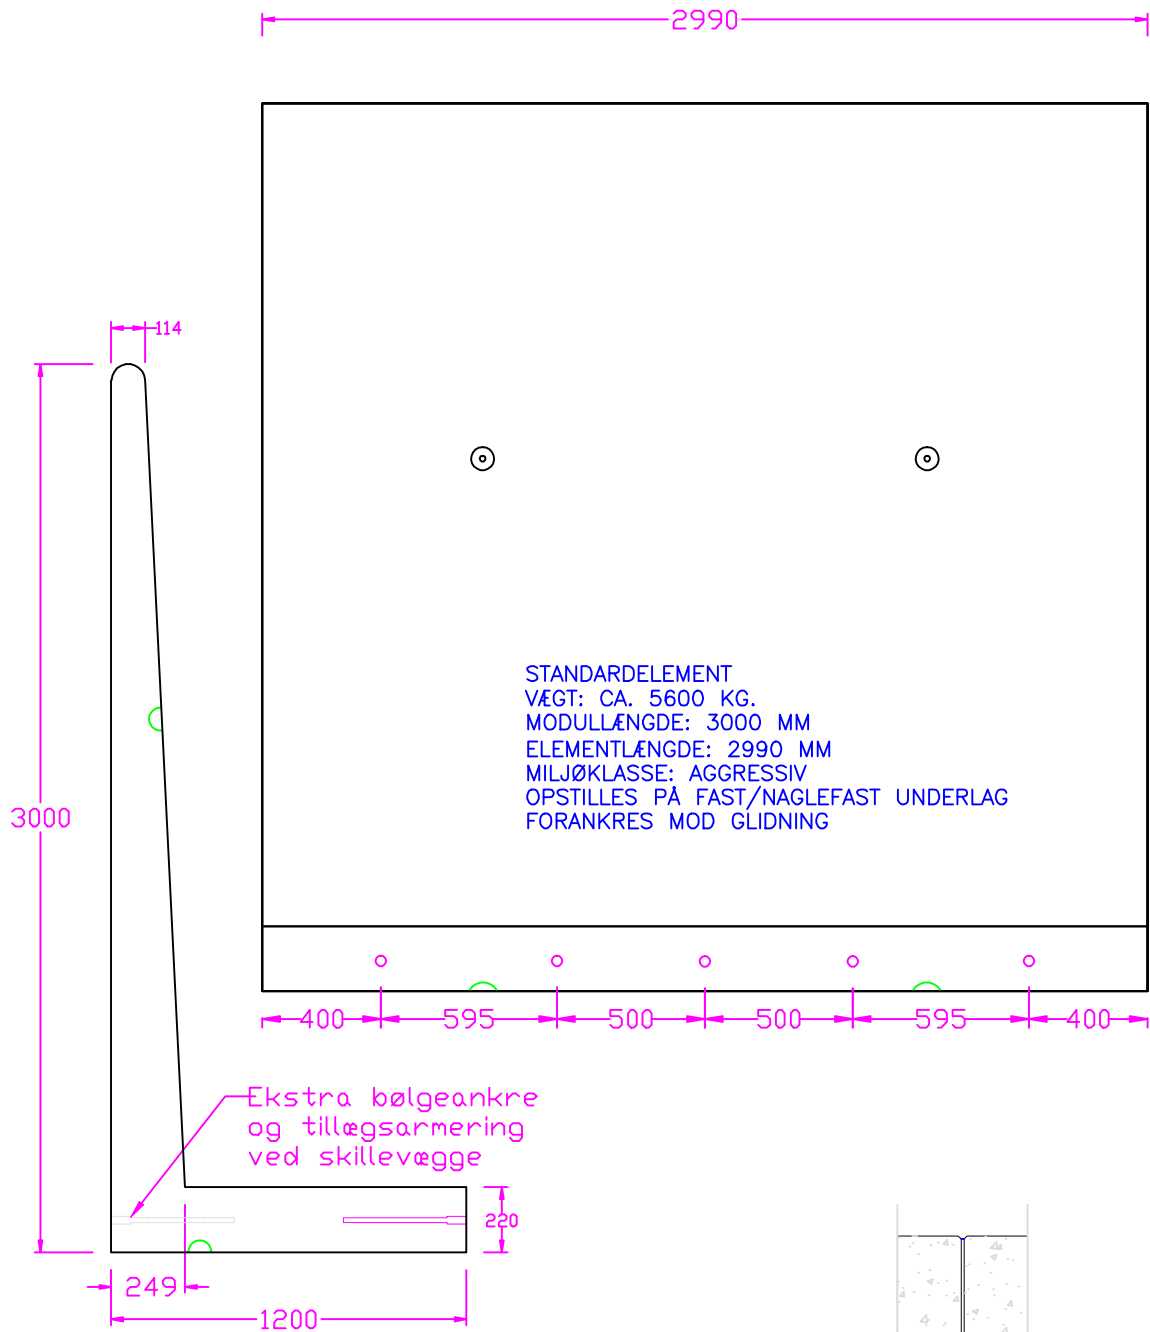 2990
114
3000
STANDARDELEMENT
VÆGT: CA. 5600 KG.
MODULLÆNGDE: 3000 MM
ELEMENTLÆNGDE: 2990 MM
MILJØKLASSE: AGGRESSIV
OPSTILLES PÅ FAST/NAGLEFAST UNDERLAG
FORANKRES MOD GLIDNING
400 595 500 500 595 400
Ekstra bølgeankre
og tillægsarmering
ved skillevægge
220
249
1200